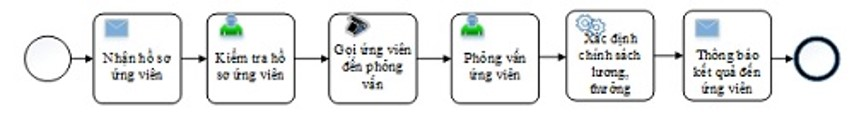 Nhận hồ sơ
ứng viên
Kiểm tra hồ
sơ ứng viên
Gọi ứng viên
đến phỏng
vấn
Phỏng vấn
ứng viên
Xác định
chính sách
lương,
thưởng
Thông báo
kết quả đến
ứng viên